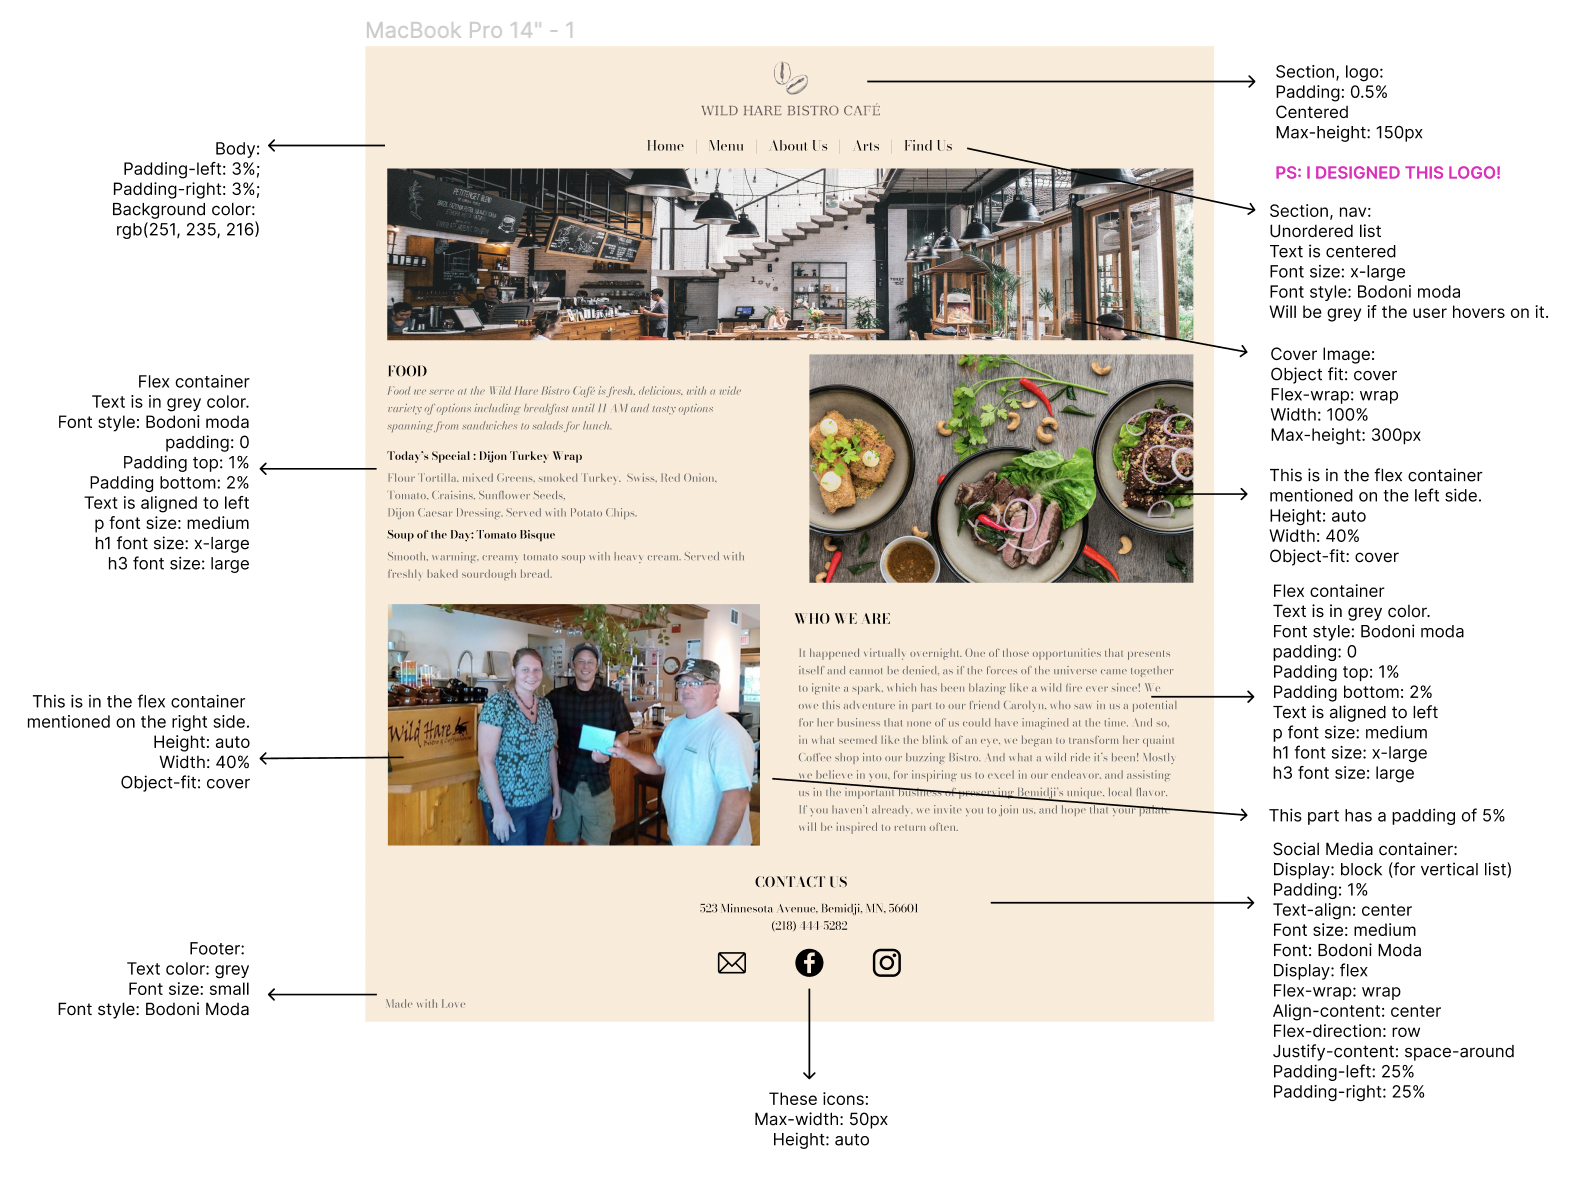 MacBook Pro 14" - 1
WILD HARE BISTRO CAFÉ
Home
Menu
About Us
Arts
Find Us
Section, logo:
Padding: 0.5%
Centered
Max-height: 150px
PS: I DESIGNED THIS LOGO!
Body:
Padding-left: 3%;
Padding-right: 3%;
Background color:
rgb(251, 235, 216)
Section, nav:
Unordered list
Text is centered
Font size: x-large
Font style: Bodoni moda
Will be grey if the user hovers on it.
Cover Image:
Object fit: cover
Flex-wrap: wrap
Width: 100%
Max-height: 300px
Flex container
Text is in grey color.
Font style: Bodoni moda
padding: 0
Padding top: 1%
Padding bottom: 2%
Text is aligned to left
p font size: medium
h1 font size: x-large
h3 font size: large
FOOD
Food we serve at the Wild Hare Bistro Café is fresh, delicious, with a wide
variety of options including breakfast until 11 AM and tasty options
spanning from sandwiches to salads for lunch.
Today's Special : Dijon Turkey Wrap
Flour Tortilla, mixed Greens, smoked Turkey, Swiss, Red Onion,
Tomato, Craisins, Sunflower Seeds,
Dijon Caesar Dressing. Served with Potato Chips.
Soup of the Day: Tomato Bisque
Smooth, warming, creamy tomato soup with heavy cream. Served with
freshly baked sourdough bread.
This is in the flex container
mentioned on the left side.
Height: auto
Width: 40%
Object-fit: cover
This is in the flex container
mentioned on the right side.
Height: auto
Width: 40%
Object-fit: cover
Wild Hare
WHO WE ARE
It happened virtually overnight. One of those opportunities that presents
itself and cannot be denied, as if the forces of the universe came together
to ignite a spark, which has been blazing like a wild fire ever since! We
owe this adventure in part to our friend Carolyn, who saw in us a potential
for her business that none of us could have imagined at the time. And so,
in what seemed like the blink of an eye, we began to transform her quaint
Coffee shop into our buzzing Bistro. And what a wild ride it's been! Mostly
we believe in you, for inspiring us to excel in our endeavor, and assisting
us in the important business of preserving Bemidji's unique, local flavor.
If you haven't already, we invite you to join us, and hope that your palate
will be inspired to return often.
Flex container
Text is in grey color.
Font style: Bodoni moda
padding: 0
Padding top: 1%
Padding bottom: 2%
Text is aligned to left
p font size: medium
h1 font size: x-large
h3 font size: large
This part has a padding of 5%
CONTACT US
523 Minnesota Avenue, Bemidji, MN, 56601
(218) 444-5282
Social Media container:
Display: block (for vertical list)
Padding: 1%
Text-align: center
Font size: medium
Font: Bodoni Moda
Display: flex
Flex-wrap: wrap
Align-content: center
Flex-direction: row
Justify-content: space-around
Padding-left: 25%
Padding-right: 25%
Footer:
Text color: grey
Font size: small
Font style: Bodoni Moda
Made with Love
These icons:
Max-width: 50px
Height: auto